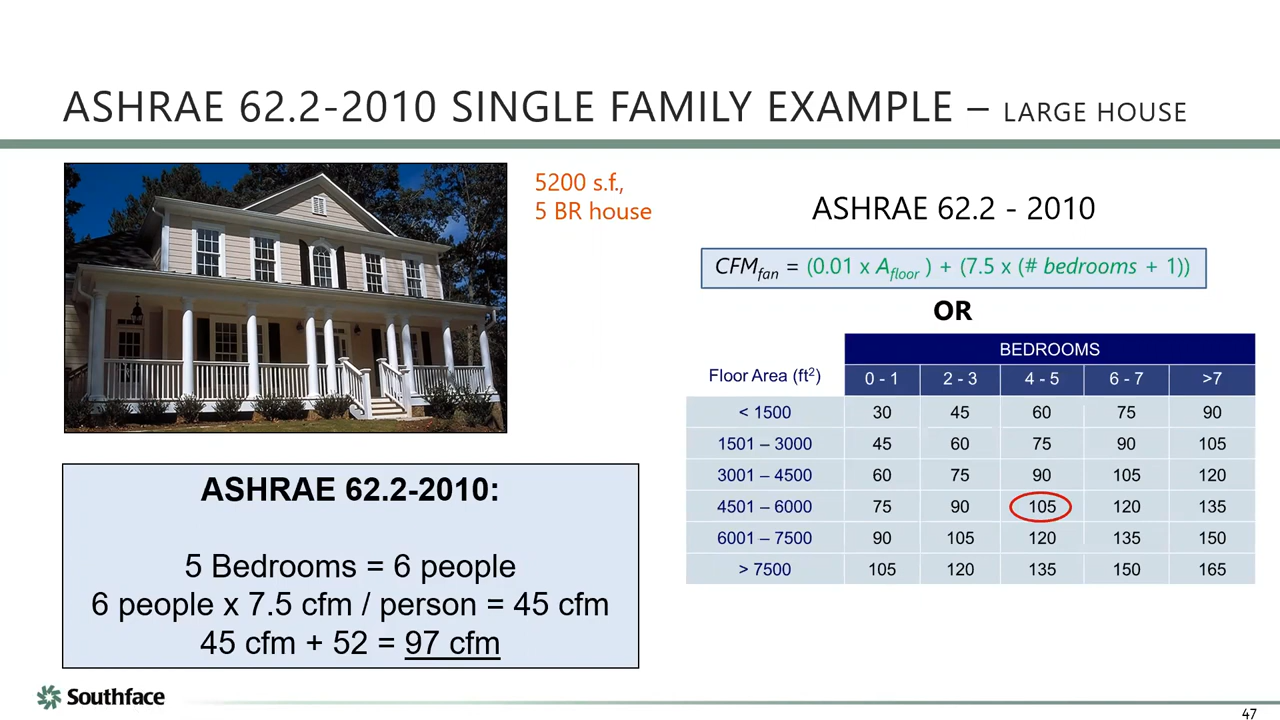 ASHRAE 62.2-2010 SINGLE FAMILY EXAMPLE – LARGE HOUSE
5200 s.f.,
5 BR house
ASHRAE 62.2 - 2010
CFMfan = (0.01 x Afloor ) + (7.5 x (# bedrooms + 1))
OR
BEDROOMS
Floor Area (ft²) 0 - 1 2 - 3 4 - 5 6 - 7 >7
< 1500 30 45 60 75 90
1501 – 3000 45 60 75 90 105
3001 – 4500 60 75 90 105 120
4501 – 6000 75 90 105 120 135
6001 – 7500 90 105 120 135 150
> 7500 105 120 135 150 165
ASHRAE 62.2-2010:
5 Bedrooms = 6 people
6 people x 7.5 cfm / person = 45 cfm
45 cfm + 52 = 97 cfm
Southface
47